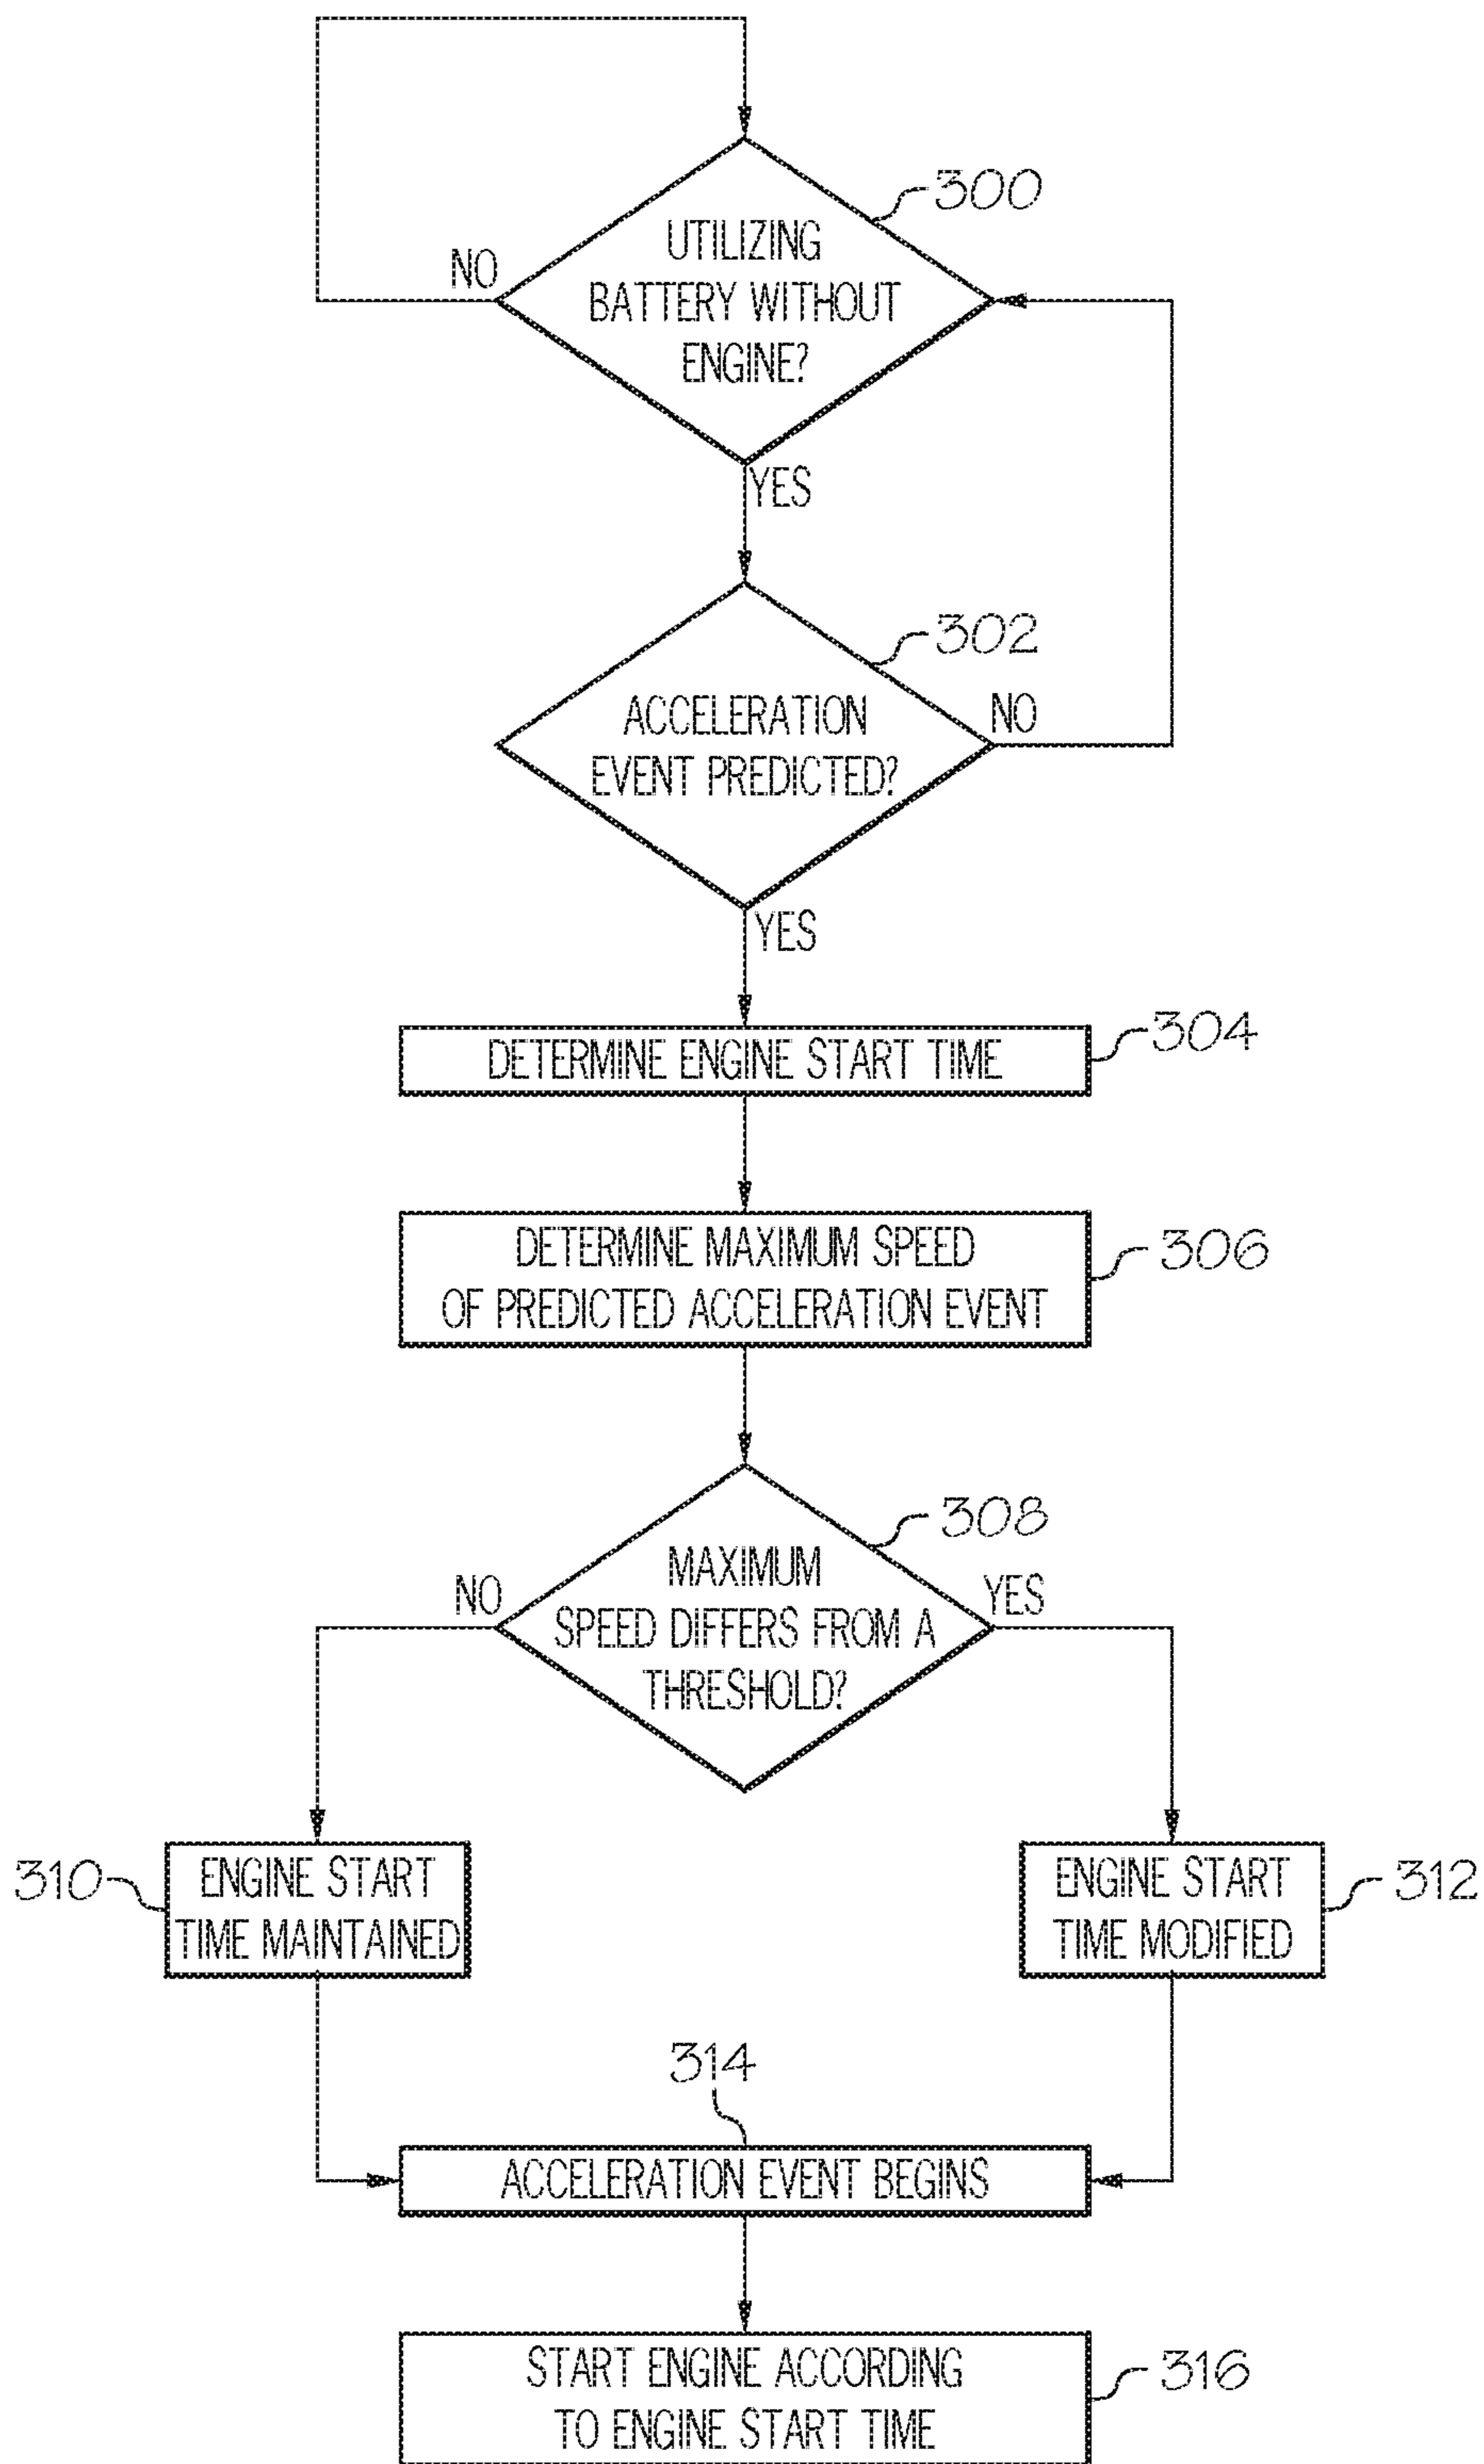 300
UTILIZING
BATTERY WITHOUT
ENGINE?
NO
YES
302
ACCELERATION
EVENT PREDICTED?
NO
YES
304
DETERMINE ENGINE START TIME
306
DETERMINE MAXIMUM SPEED
OF PREDICTED ACCELERATION EVENT
308
MAXIMUM
SPEED DIFFERS FROM A
THRESHOLD?
NO
YES
310
ENGINE START
TIME MAINTAINED
ENGINE START
TIME MODIFIED
312
314
ACCELERATION EVENT BEGINS
START ENGINE ACCORDING
TO ENGINE START TIME
316